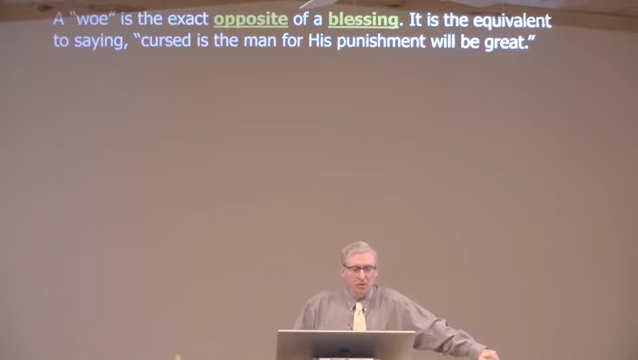 A “woe” is the exact opposite of a blessing. It is the equivalent
to saying, “cursed is the man for His punishment will be great.”